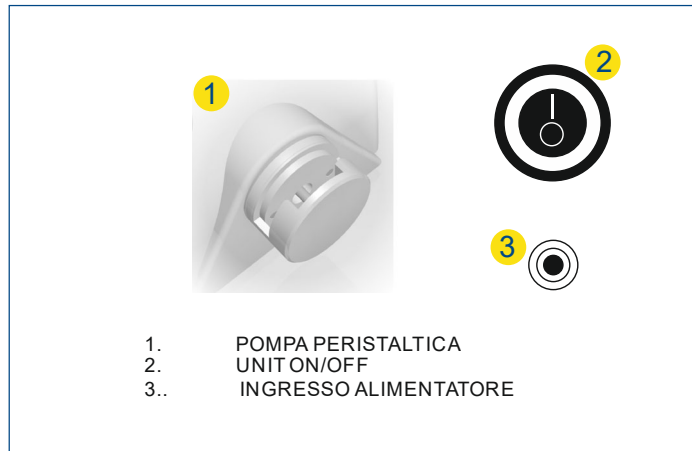 1
2
3
1. POMPA PERISTALTICA
2. UNIT ON/OFF
3.. INGRESSO ALIMENTATORE